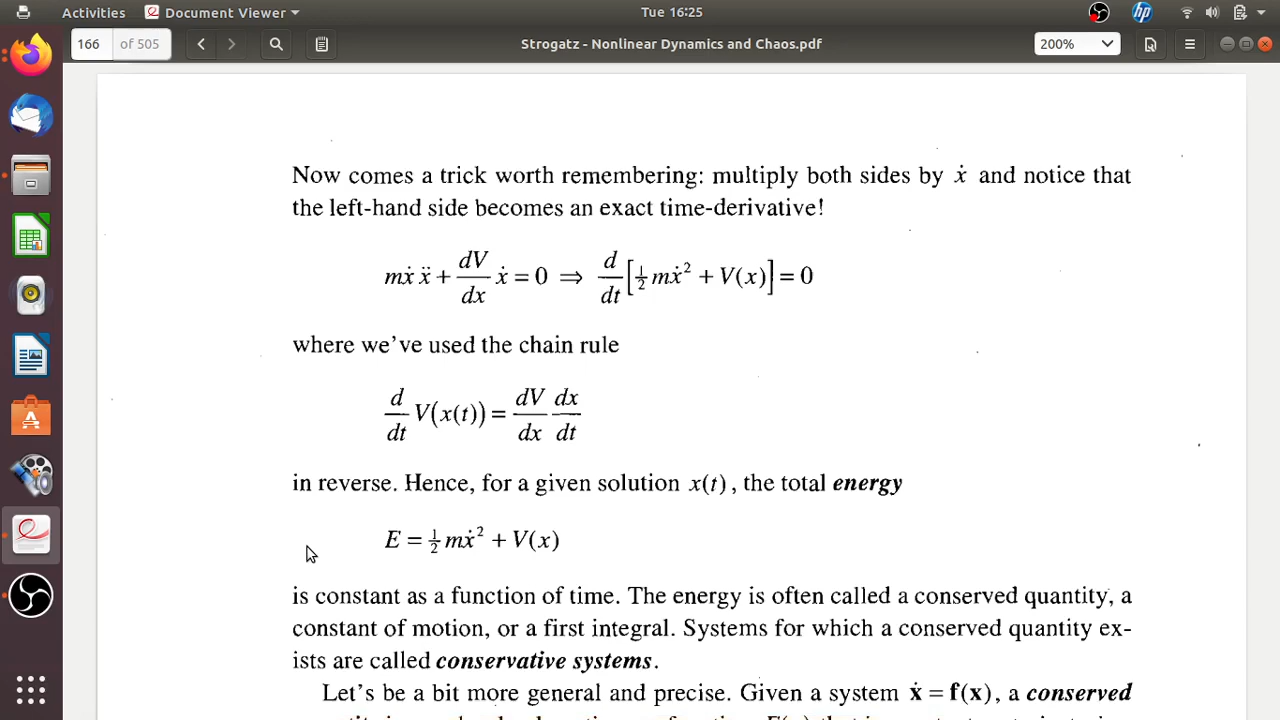 Activities Document Viewer Tue 16:25
166 of 505 Strogatz - Nonlinear Dynamics and Chaos.pdf 200%
Now comes a trick worth remembering: multiply both sides by ẋ and notice that
the left-hand side becomes an exact time-derivative!
mẋẍ + dV/dx ẋ = 0 ⇒ d/dt [½mẋ² + V(x)] = 0
where we've used the chain rule
d/dt V(x(t)) = dV/dx dx/dt
in reverse. Hence, for a given solution x(t), the total energy
E = ½mẋ² + V(x)
is constant as a function of time. The energy is often called a conserved quantity, a
constant of motion, or a first integral. Systems for which a conserved quantity ex-
ists are called conservative systems.
Let's be a bit more general and precise. Given a system ẋ = f(x), a conserved